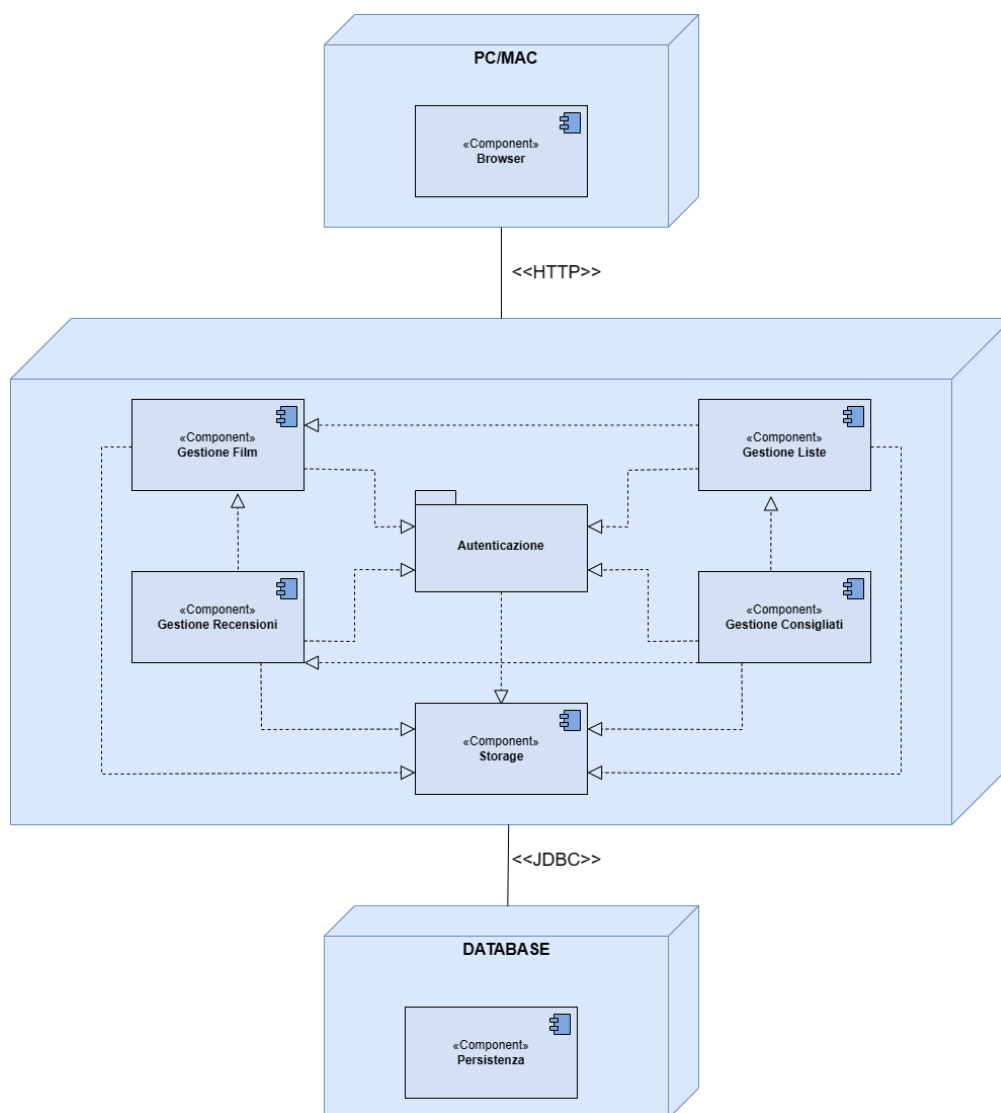 PC/MAC
«Component»
Browser
<<HTTP>>
«Component»
Gestione Film
«Component»
Gestione Liste
Autenticazione
«Component»
Gestione Recensioni
«Component»
Gestione Consigliati
«Component»
Storage
<<JDBC>>
DATABASE
«Component»
Persistenza